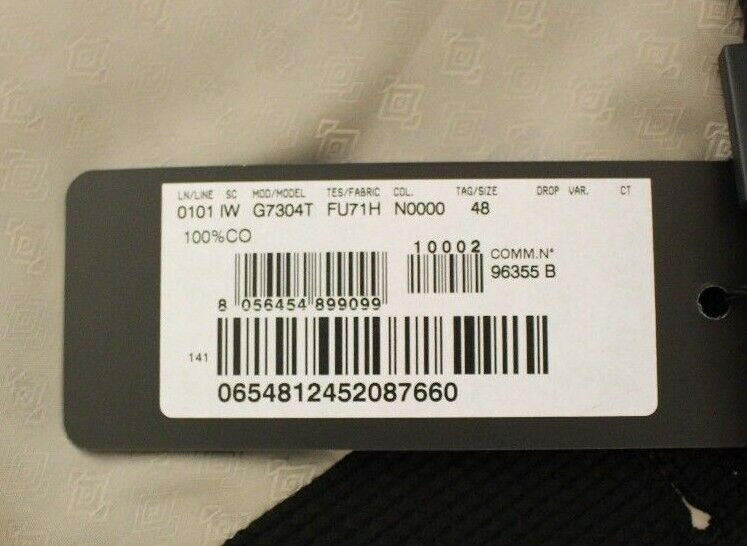 LN/LINE SC MOD/MODEL TES/FABRIC COL. TAG/SIZE DROP VAR. CT
0101 IW G7304T FU71H N0000 48
100%CO
10002
COMM.N°
96355 B
8 056454 899099
141
0654812452087660